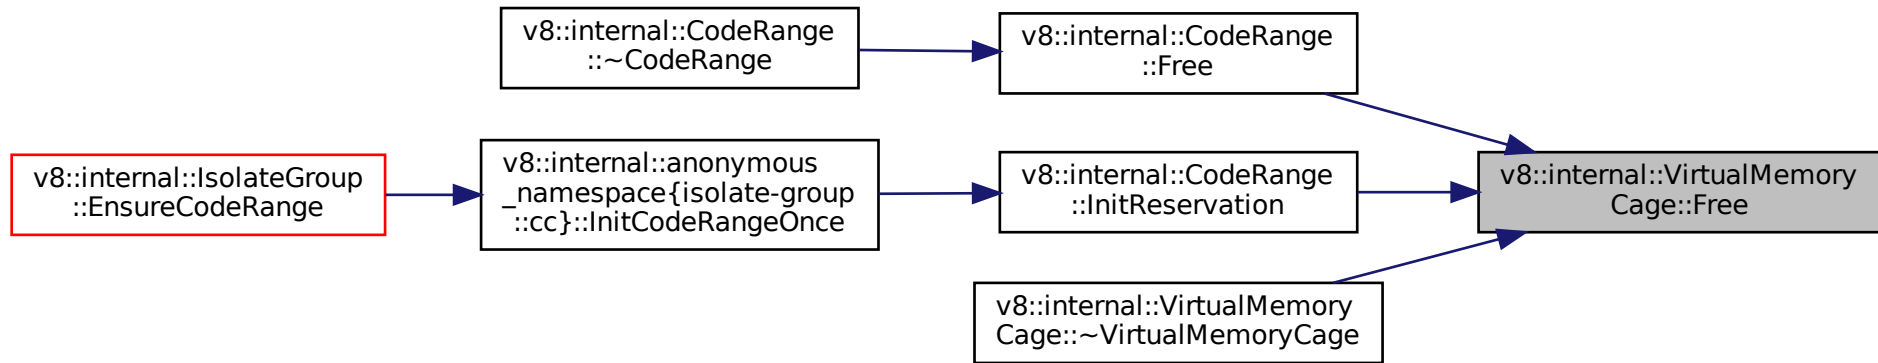 v8::internal::CodeRange
::~CodeRange
v8::internal::CodeRange
::Free
v8::internal::IsolateGroup
::EnsureCodeRange
v8::internal::anonymous
_namespace{isolate-group
::cc}::InitCodeRangeOnce
v8::internal::CodeRange
::InitReservation
v8::internal::VirtualMemory
Cage::Free
v8::internal::VirtualMemory
Cage::~VirtualMemoryCage